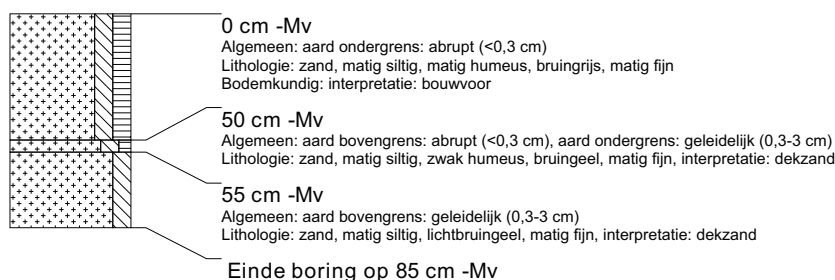 0 cm -Mv
Algemeen: aard ondergrens: abrupt (<0,3 cm)
Lithologie: zand, matig siltig, matig humeus, bruingrijs, matig fijn
Bodemkundig: interpretatie: bouwvoor
50 cm -Mv
Algemeen: aard bovengrens: abrupt (<0,3 cm), aard ondergrens: geleidelijk (0,3-3 cm)
Lithologie: zand, matig siltig, zwak humeus, bruingeel, matig fijn, interpretatie: dekzand
55 cm -Mv
Algemeen: aard bovengrens: geleidelijk (0,3-3 cm)
Lithologie: zand, matig siltig, lichtbruingeel, matig fijn, interpretatie: dekzand
Einde boring op 85 cm -Mv